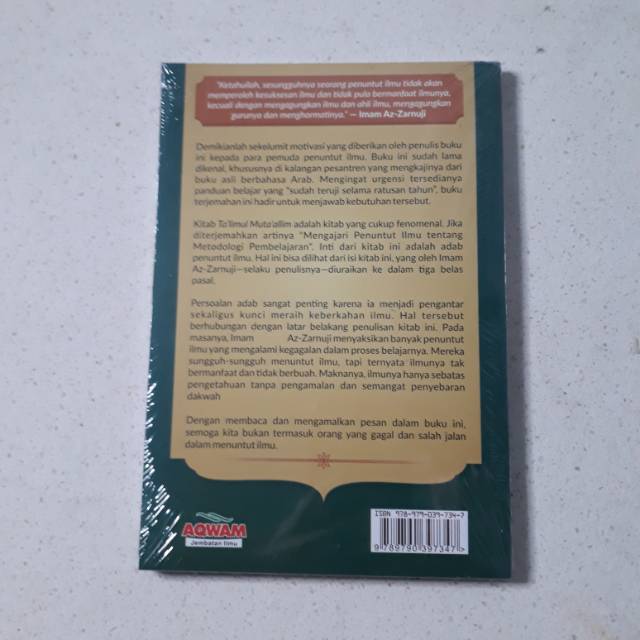 "Ketahuilah, sesungguhnya seorang penuntut ilmu tidak akan
memperoleh kesuksesan ilmu dan tidak pula bermanfaat ilmunya,
kecuali dengan mengagungkan ilmu dan ahli ilmu, mengagungkan
gurunya dan menghormatinya." — Imam Az-Zarnuji
Demikianlah sekelumit motivasi yang diberikan oleh penulis buku
ini kepada para pemuda penuntut ilmu. Buku ini sudah lama
dikenal, khususnya di kalangan pesantren yang mengkajinya dari
buku asli berbahasa Arab. Mengingat urgensi tersedianya
panduan belajar yang "sudah teruji selama ratusan tahun", buku
terjemahan ini hadir untuk menjawab kebutuhan tersebut.
Kitab Ta'limul Muta'allim adalah kitab yang cukup fenomenal. Jika
diterjemahkan artinya "Mengajari Penuntut Ilmu tentang
Metodologi Pembelajaran". Inti dari kitab ini adalah adab
penuntut ilmu. Hal ini bisa dilihat dari isi kitab ini, yang oleh Imam
Az-Zarnuji—selaku penulisnya—diuraikan ke dalam tiga belas
pasal.
Persoalan adab sangat penting karena ia menjadi pengantar
sekaligus kunci meraih keberkahan ilmu. Hal tersebut
berhubungan dengan latar belakang penulisan kitab ini. Pada
masanya, Imam Az-Zarnuji menyaksikan banyak penuntut
ilmu yang mengalami kegagalan dalam proses belajarnya. Mereka
sungguh-sungguh menuntut ilmu, tapi ternyata ilmunya tak
bermanfaat dan tidak berbuah. Maknanya, ilmunya hanya sebatas
pengetahuan tanpa pengamalan dan semangat penyebaran
dakwah
Dengan membaca dan mengamalkan pesan dalam buku ini,
semoga kita bukan termasuk orang yang gagal dan salah jalan
dalam menuntut ilmu.
AQWAM
Jembatan Ilmu
ISBN 978-979-039-734-7
9 789790 397347